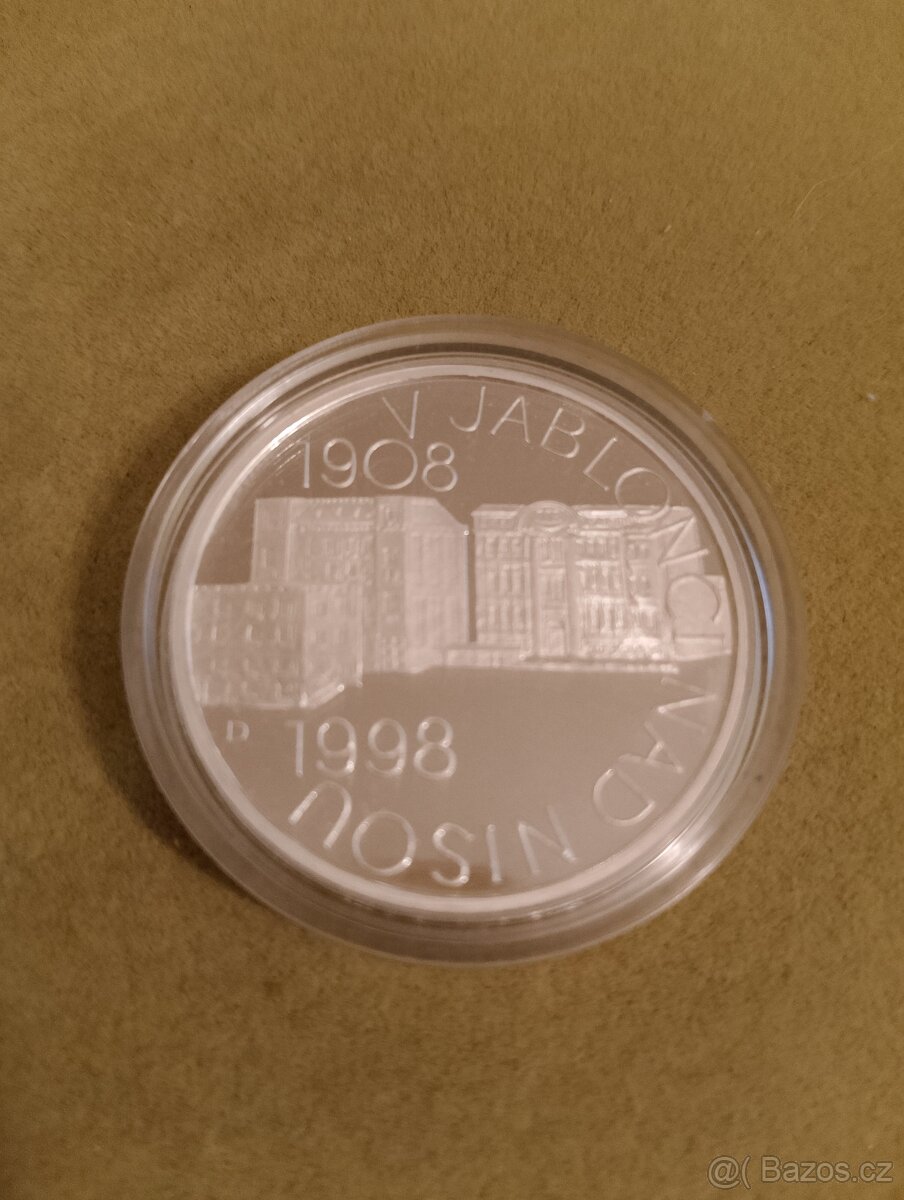 V JABLONCI NAD NISOU
1908
1998
@( Bazos.cz